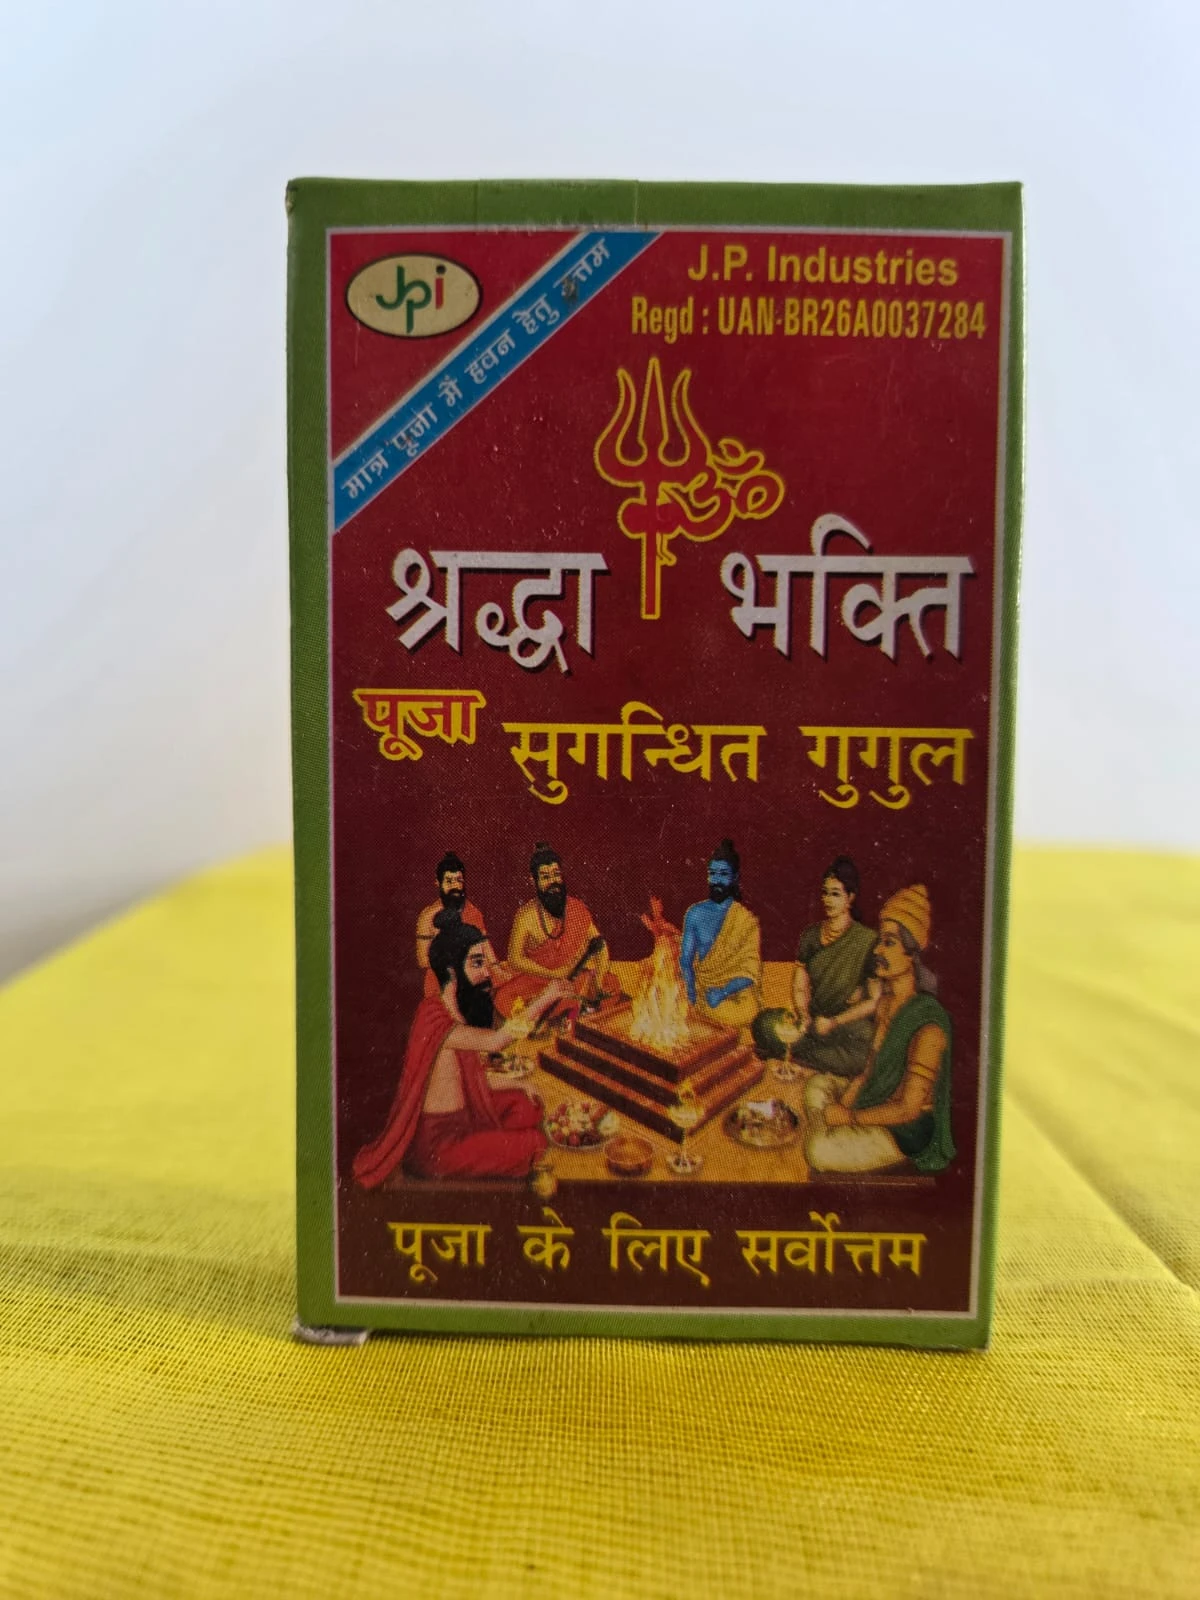 Jpi
मात्र पूजा में हवन हेतु उत्तम
J.P. Industries
Regd : UAN-BR26A0037284
ॐ
श्रद्धा भक्ति
पूजा सुगन्धित गुगुल
पूजा के लिए सर्वोत्तम